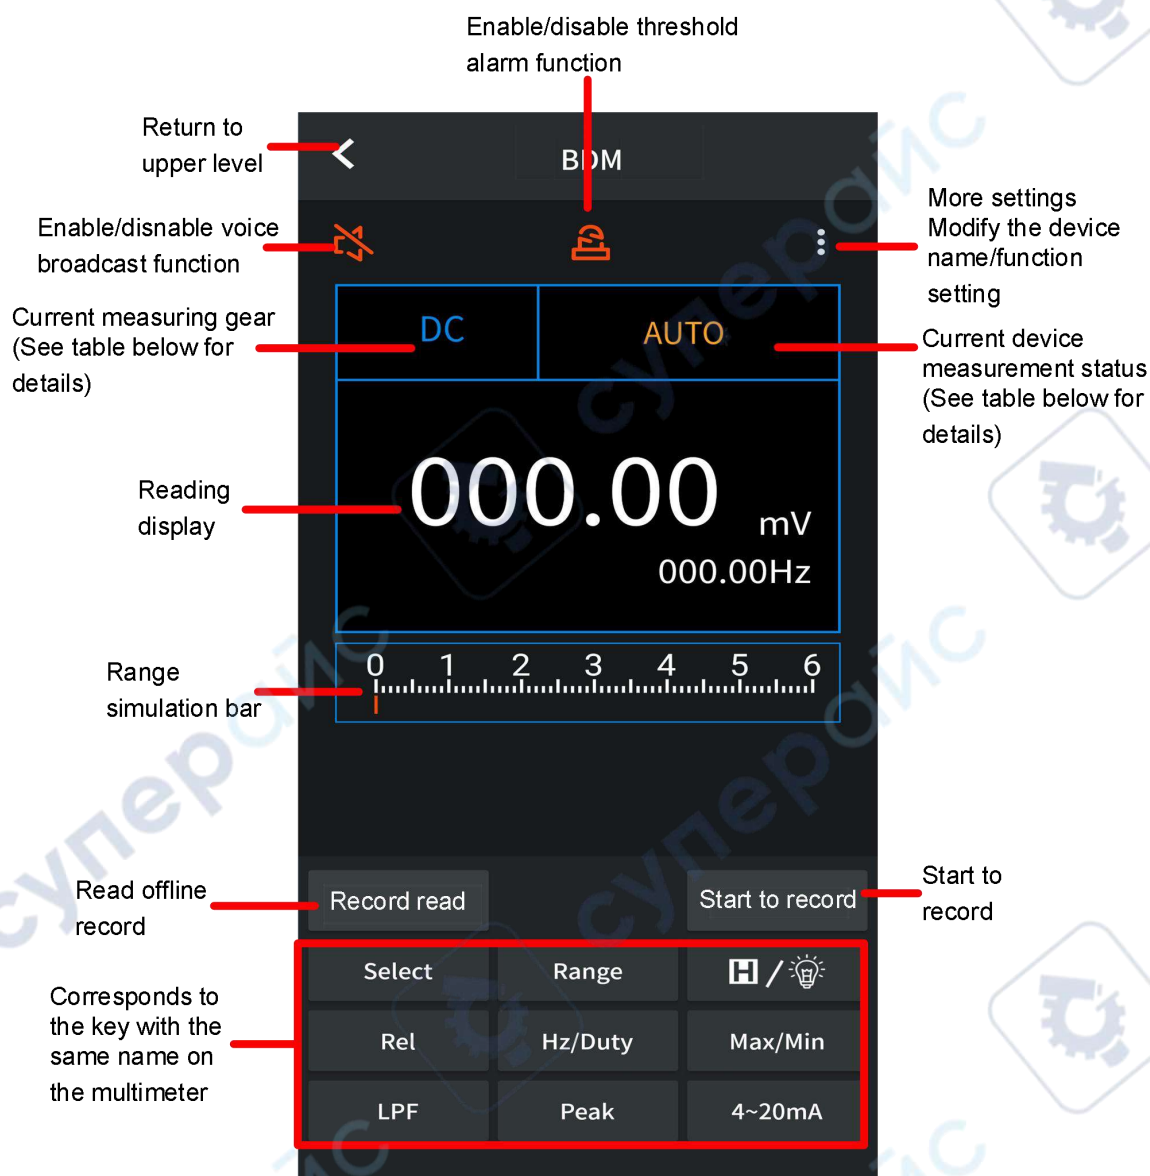 Enable/disable threshold
alarm function
Return to
upper level
BDM
More settings
Modify the device
name/function
setting
Enable/disnable voice
broadcast function
Current measuring gear
(See table below for
details)
DC
AUTO
Current device
measurement status
(See table below for
details)
Reading
display
000.00
mV
000.00Hz
Range
simulation bar
0 1 2 3 4 5 6
Read offline
record
Record read
Start to record
Start to
record
Corresponds to
the key with the
same name on
the multimeter
Select Range H /
Rel Hz/Duty Max/Min
LPF Peak 4~20mA
суперайс
суперайс
суперайс
суперайс